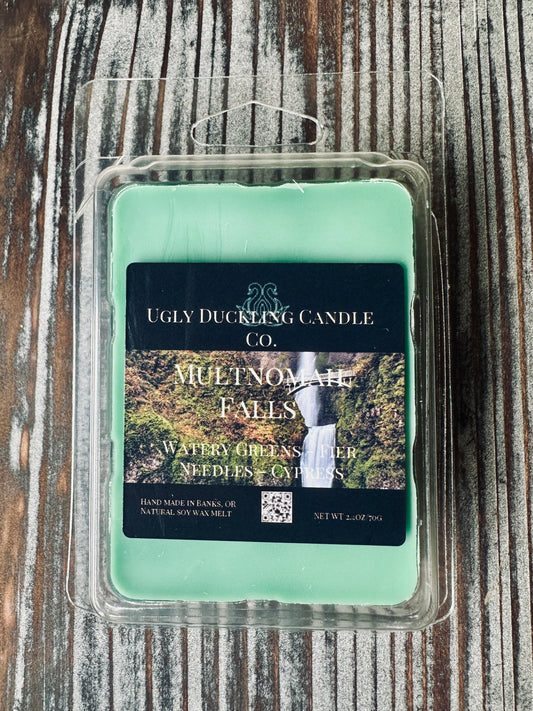 Ugly Duckling Candle
Co.
Multnomah
Falls
Watery Greens – Fier
Needles – Cypress
Hand made in Banks, OR
Natural soy wax melt
Net wt 2.4oz/70g